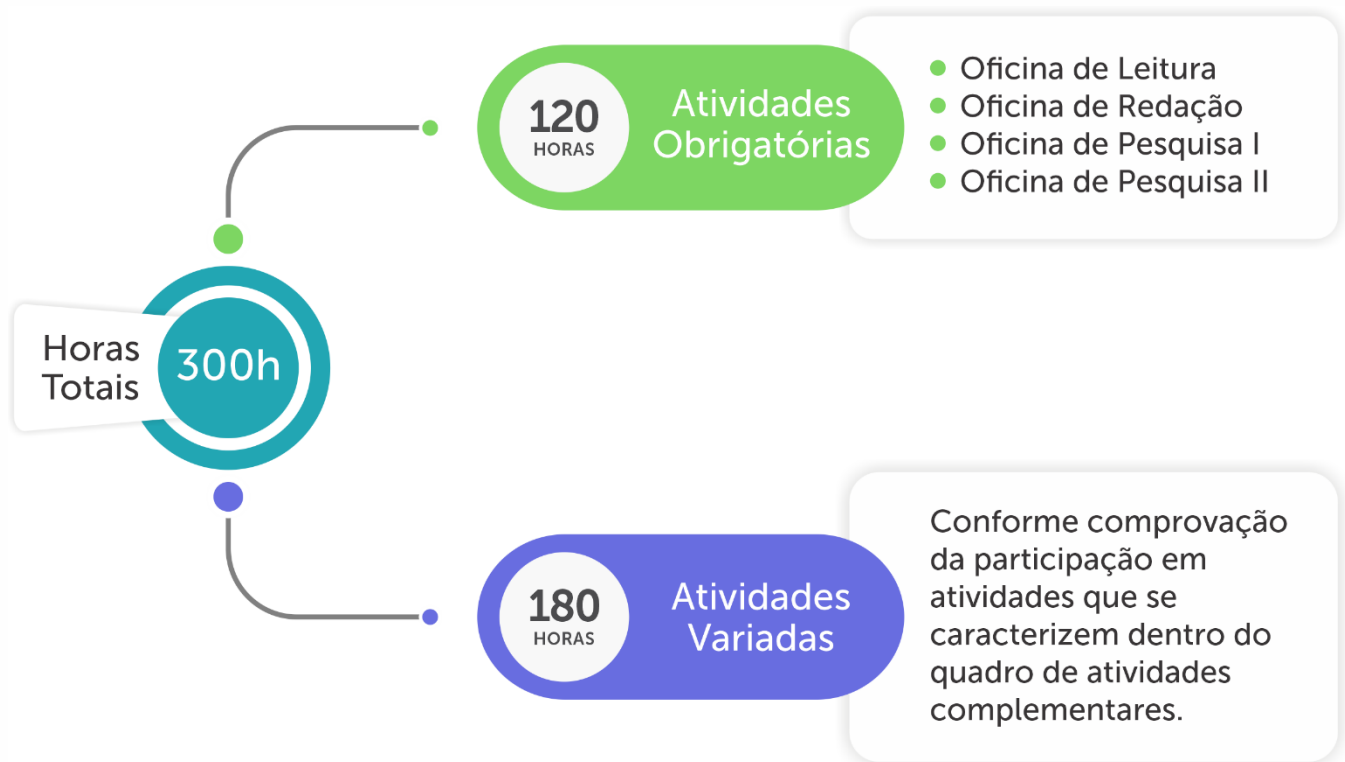 Horas
Totais
300h
120
HORAS
Atividades
Obrigatórias
Oficina de Leitura
Oficina de Redação
Oficina de Pesquisa I
Oficina de Pesquisa II
180
HORAS
Atividades
Variadas
Conforme comprovação
da participação em
atividades que se
caracterizem dentro do
quadro de atividades
complementares.